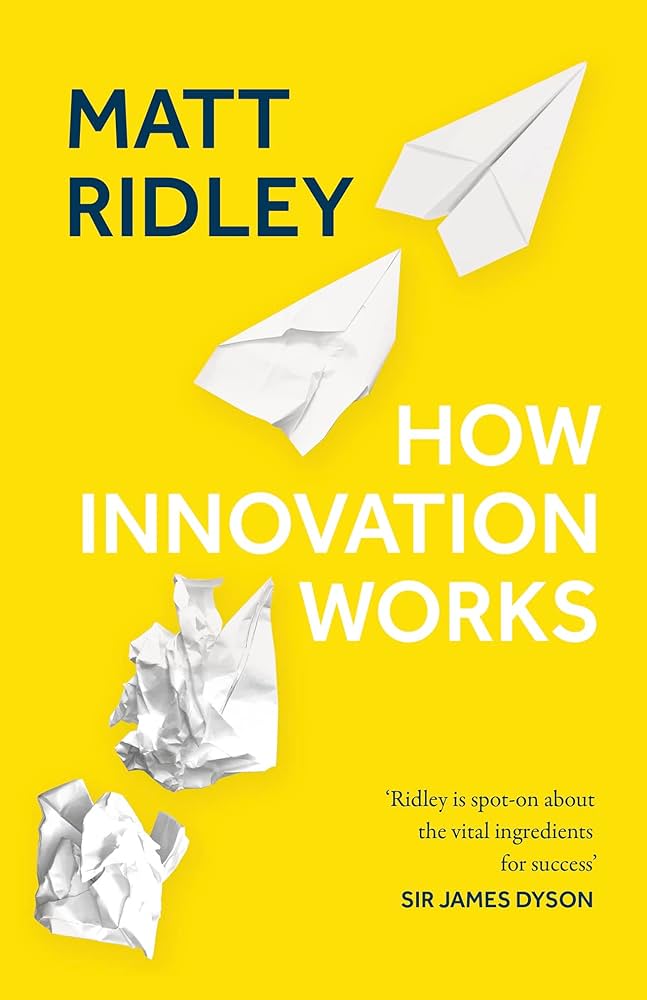 MATT
RIDLEY
HOW
INNOVATION
WORKS
‘Ridley is spot-on about
the vital ingredients
for success’
SIR JAMES DYSON